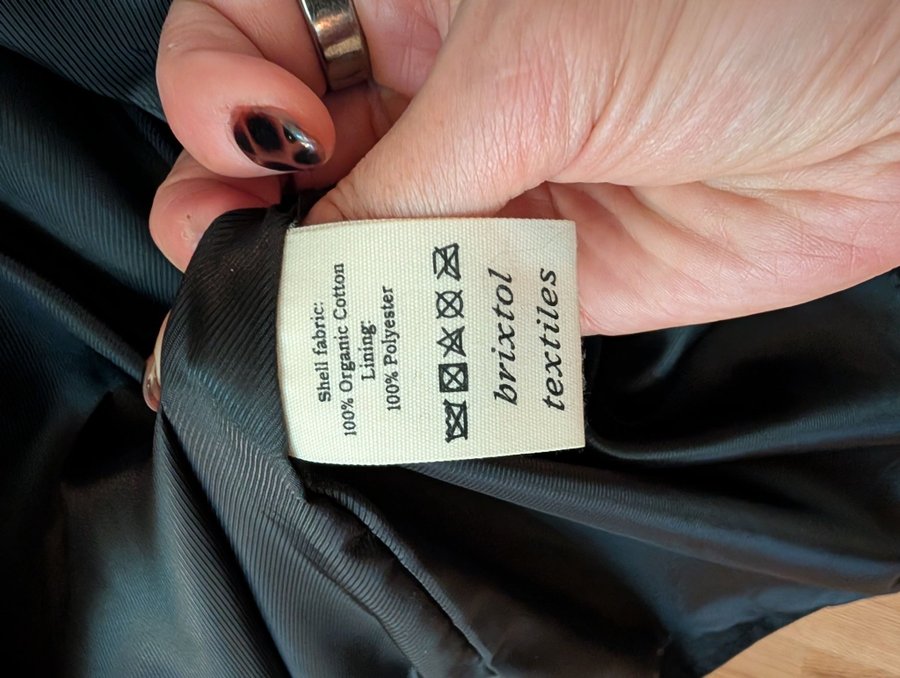 Shell fabric:
100% Organic Cotton
Lining:
100% Polyester
brixtol
textiles